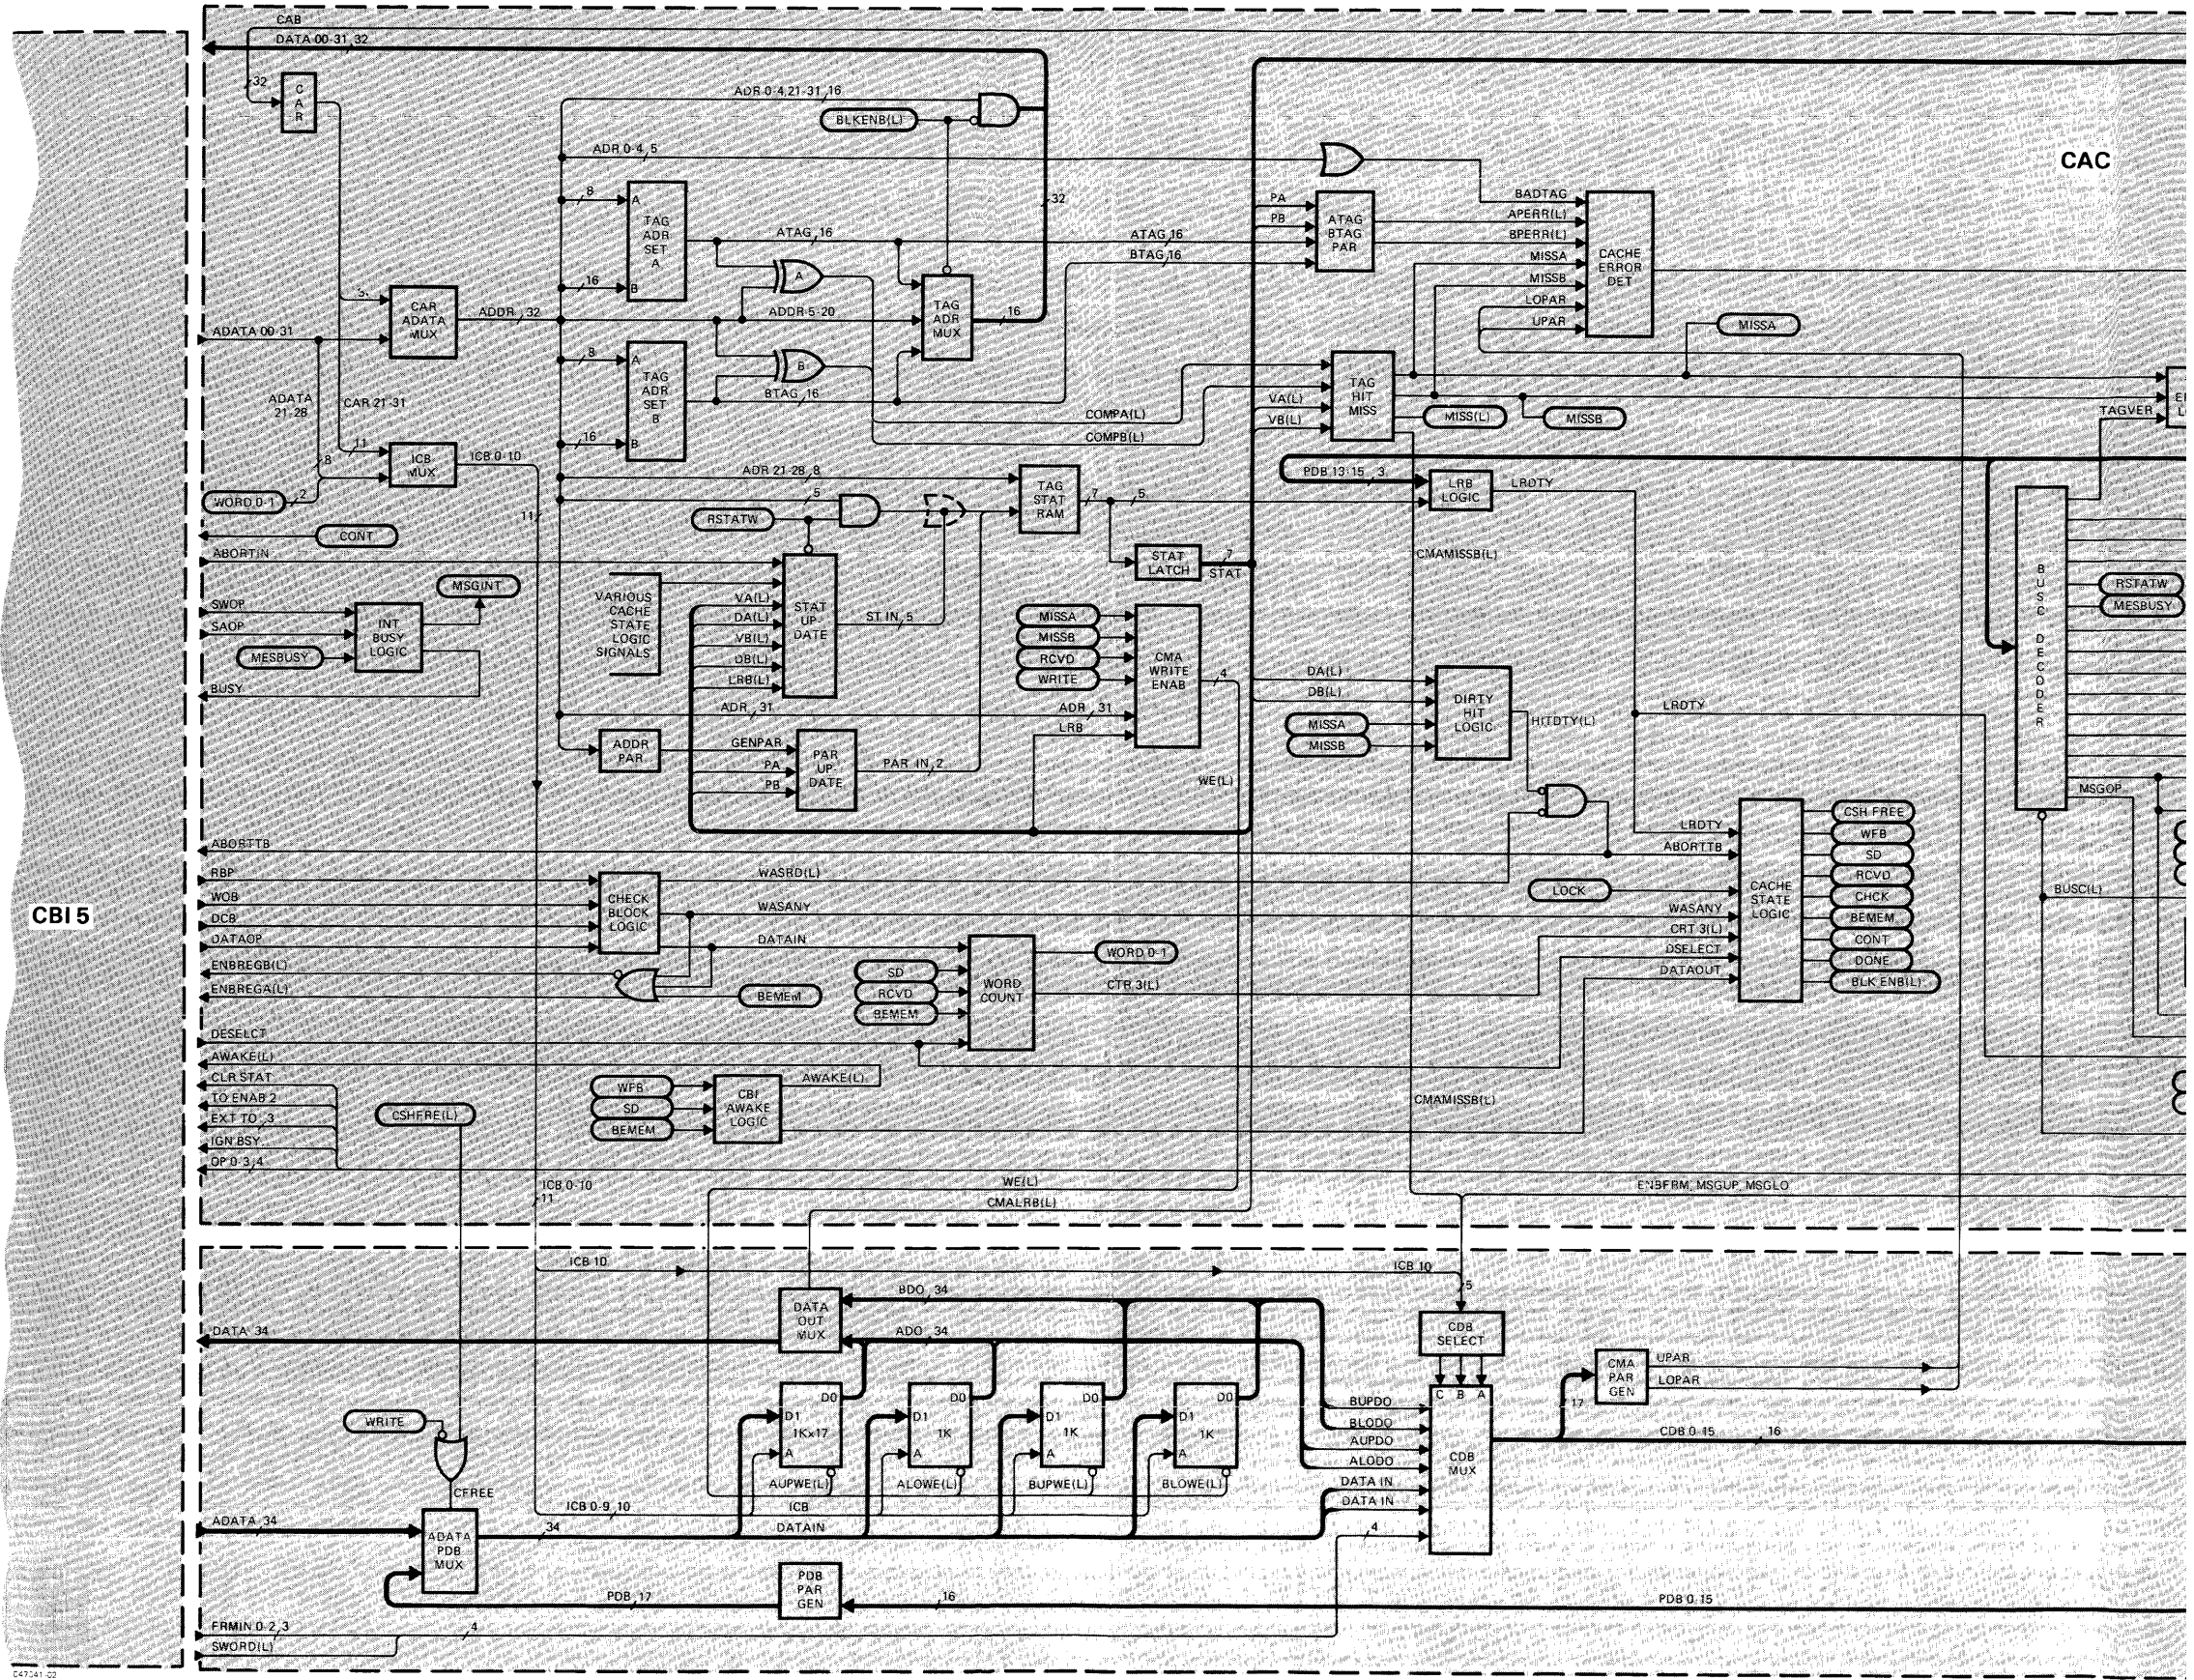 CAB
DATA 00-31, 32
32
CAR
ADR 0-4,21-31, 16
BLKENB(L)
ADR 0-4, 5
CAC
8
A
TAG ADR SET A
16
B
ATAG, 16
A
32
ADDR 5-20
TAG ADR MUX
16
ATAG, 16
BTAG, 16
PA
PB
ATAG BTAG PAR
BADTAG
APERR(L)
BPERR(L)
MISSA
MISSB
LOPAR
UPAR
CACHE ERROR DET
MISSA
CAR ADATA MUX
ADDR, 32
ADATA 00-31
8
A
TAG ADR SET B
16
B
B
BTAG, 16
COMPA(L)
COMPB(L)
VA(L)
VB(L)
TAG HIT MISS
MISS(L)
MISSB
TAGVER
ADATA 21-28
CAR 21-31
11
8
ICB MUX
ICB 0-10
11
WORD 0-1
2
CONT
ABORTIN
ADR 21-28, 8
5
RSTATW
TAG STAT RAM
7
5
PDB 13-15, 3
LRB LOGIC
LRDTY
STAT LATCH
7
STAT
CMAMISSB(L)
MSGINT
SWOP
SAOP
MESBUSY
INT BUSY LOGIC
BUSY
VARIOUS CACHE STATE LOGIC SIGNALS
VA(L)
DA(L)
VB(L)
DB(L)
LRB(L)
STAT UP DATE
ST IN, 5
MISSA
MISSB
RCVD
WRITE
ADR, 31
ADR, 31
LRB
CMA WRITE ENAB
4
ADDR PAR
GENPAR
PA
PB
PAR UP DATE
PAR IN, 2
WE(L)
DA(L)
DB(L)
MISSA
MISSB
DIRTY HIT LOGIC
HITDTY(L)
LRDTY
BUSC DECODER
RSTATW
MESBUSY
MSGOP
BUSC(L)
CBI 5
ABORTTB
RBP
WOB
DCB
DATAOP
ENBREGB(L)
ENBREGA(L)
CHECK BLOCK LOGIC
WASRD(L)
WASANY
DATAIN
BEMEM
SD
RCVD
BEMEM
WORD COUNT
WORD 0-1
CTR 3(L)
LOCK
LRDTY
ABORTTB
WASANY
CRT 3(L)
DSELECT
DATAOUT
CACHE STATE LOGIC
CSH FREE
WFB
SD
RCVD
CHCK
BEMEM
CONT
DONE
BLK ENB(L)
DESELCT
AWAKE(L)
CLR STAT
TO ENAB 2
EXT TO, 3
IGN BSY
OP 0-3, 4
CSHFRE(L)
WFB
SD
BEMEM
CBI AWAKE LOGIC
AWAKE(L)
CMAMISSB(L)
ICB 0-10
11
WE(L)
CMALRB(L)
ENBFRM, MSGUP, MSGLO
ICB 10
ICB 10
5
DATA 34
DATA OUT MUX
BDO, 34
ADO, 34
CDB SELECT
C B A
CMA PAR GEN
UPAR
LOPAR
17
D0
D1
1Kx17
A
D0
D1
1K
A
D0
D1
1K
A
D0
D1
1K
A
AUPWE(L)
ALOWE(L)
BUPWE(L)
BLOWE(L)
BUPDO
BLODO
AUPDO
ALODO
DATA IN
DATA IN
4
CDB MUX
CDB 0-15, 16
WRITE
CFREE
ICB 0-9, 10
ICB
ADATA, 34
ADATA PDB MUX
34
DATAIN
PDB PAR GEN
PDB, 17
16
PDB 0-15
FRMIN 0-2, 3
4
SWORD(L)